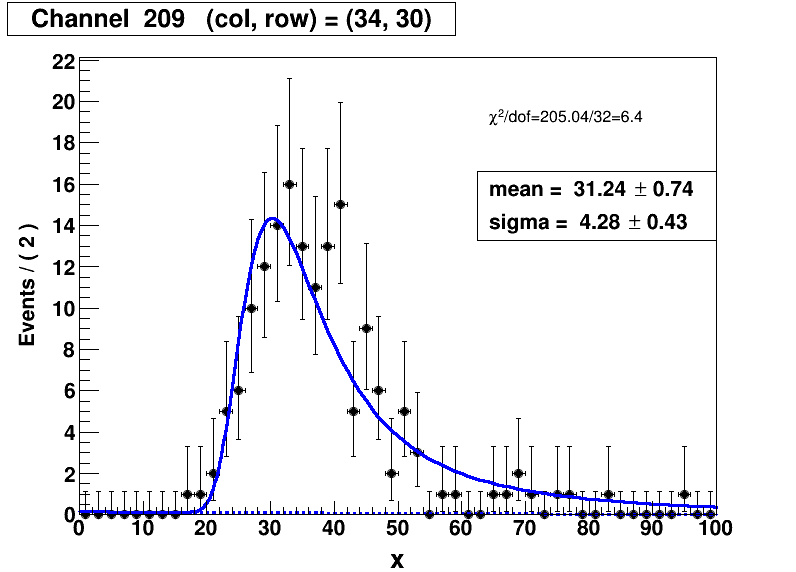 Channel  209   (col, row) = (34, 30)
χ²/dof=205.04/32=6.4
mean =  31.24 ± 0.74
sigma =  4.28 ± 0.43
Events / ( 2 )
22
20
18
16
14
12
10
8
6
4
2
0
0 10 20 30 40 50 60 70 80 90 100
x